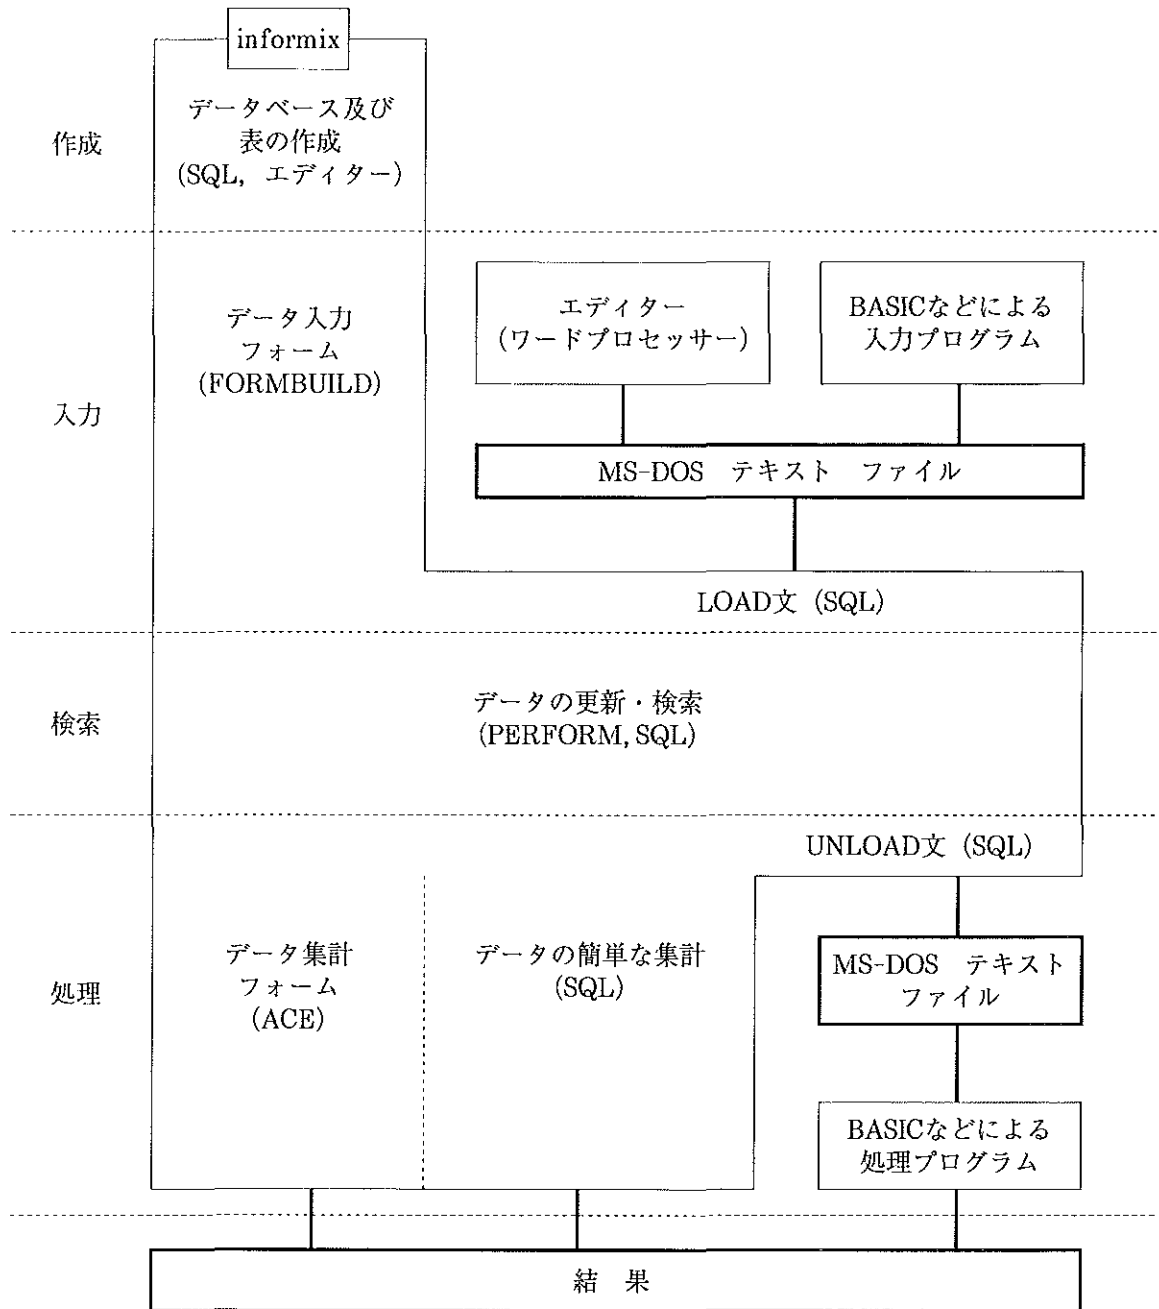 informix
作成
データベース及び
表の作成
(SQL, エディター)
入力
データ入力
フォーム
(FORMBUILD)
エディター
(ワードプロセッサー)
BASICなどによる
入力プログラム
MS-DOS テキスト ファイル
LOAD文 (SQL)
検索
データの更新・検索
(PERFORM, SQL)
処理
UNLOAD文 (SQL)
データ集計
フォーム
(ACE)
データの簡単な集計
(SQL)
MS-DOS テキスト
ファイル
BASICなどによる
処理プログラム
結 果